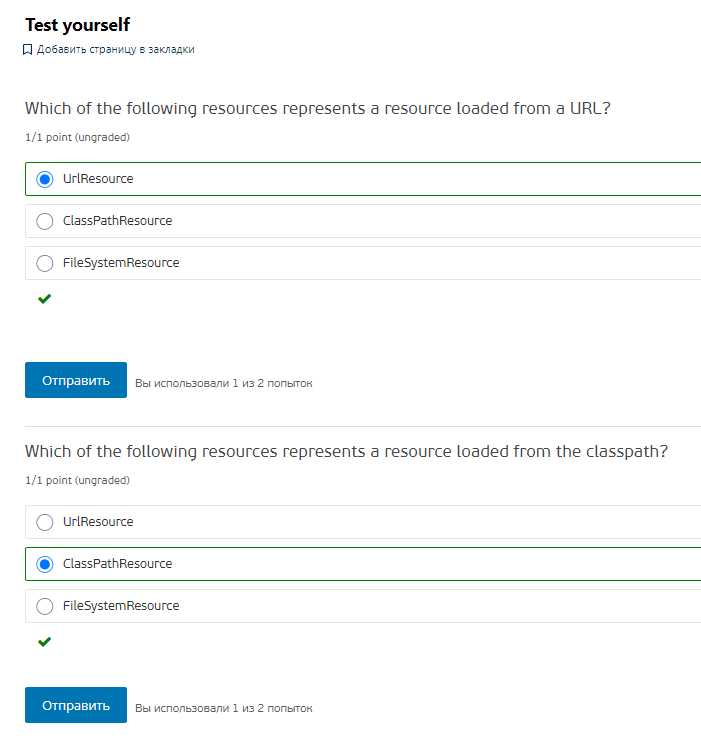 Test yourself
Добавить страницу в закладки
Which of the following resources represents a resource loaded from a URL?
1/1 point (ungraded)
UrlResource
ClassPathResource
FileSystemResource
Отправить
Вы использовали 1 из 2 попыток
Which of the following resources represents a resource loaded from the classpath?
1/1 point (ungraded)
UrlResource
ClassPathResource
FileSystemResource
Отправить
Вы использовали 1 из 2 попыток